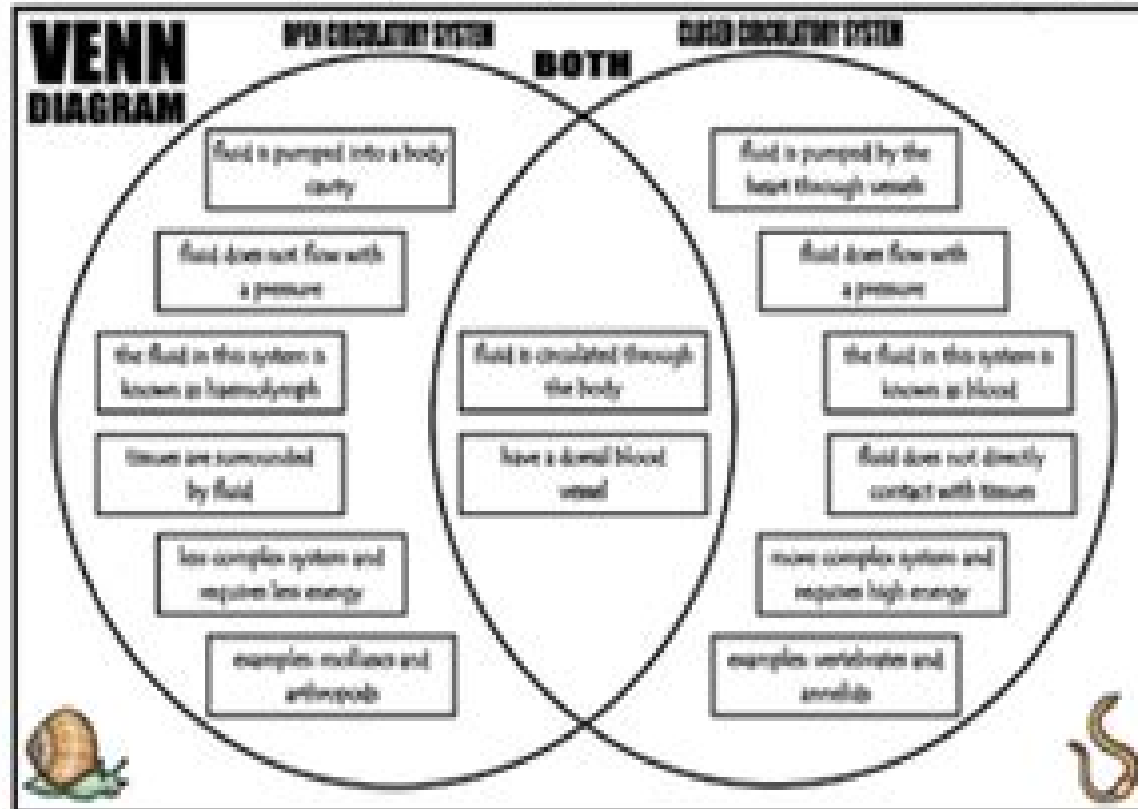 VENN
DIAGRAM
OPEN CIRCULATORY SYSTEM
BOTH
CLOSED CIRCULATORY SYSTEM
fluid is pumped into a body
cavity
fluid does not flow with
a pressure
the fluid in this system is
known as haemolymph
tissues are surrounded
by fluid
less complex system and
requires less energy
examples: molluscs and
arthropods
fluid is circulated through
the body
have a dorsal blood
vessel
fluid is pumped by the
heart through vessels
fluid does flow with
a pressure
the fluid in this system is
known as blood
fluid does not directly
contact with tissues
more complex system and
requires high energy
examples: vertebrates and
annelids